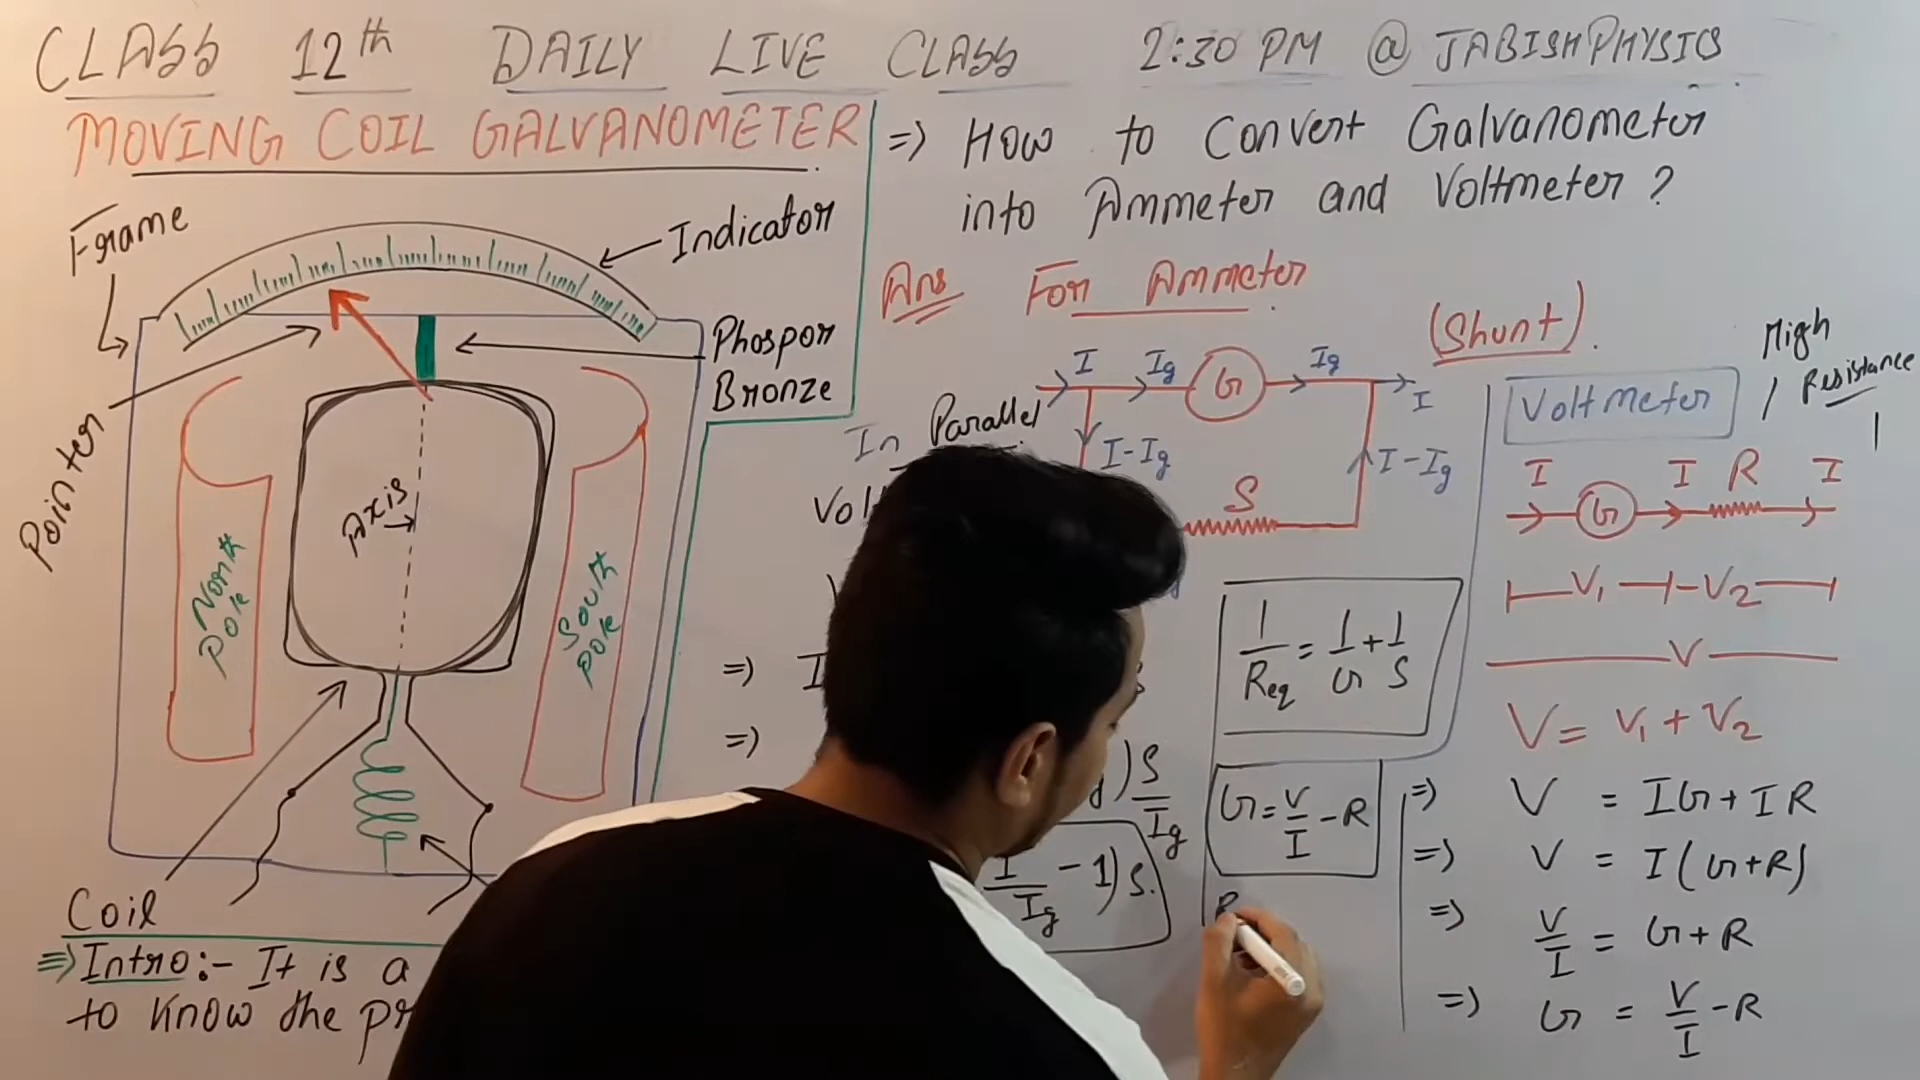 CLASS 12th DAILY LIVE CLASS 2:30 PM @ JABISHPHYSICS
MOVING COIL GALVANOMETER
Frame
Indicator
Phospor
Bronze
Pointer
Axis
North
Pole
South
pole
Coil
=> Intro:- It is a
to know the
=> How to Convert Galvanometer
into Ammeter and Voltmeter ?
Ans For Ammeter
(Shunt).
I Ig G Ig
I
In Parallel
I-Ig
I-Ig
S
=> I
=>
)S/Ig
(I/Ig - 1)S.
1/Req = 1/G + 1/S
G = V/I - R
High
Resistance
Voltmeter
I G I R I
V1 V2
V
V = V1 + V2
=> V = IG + IR
=> V = I(G+R)
=> V/I = G + R
=> G = V/I - R